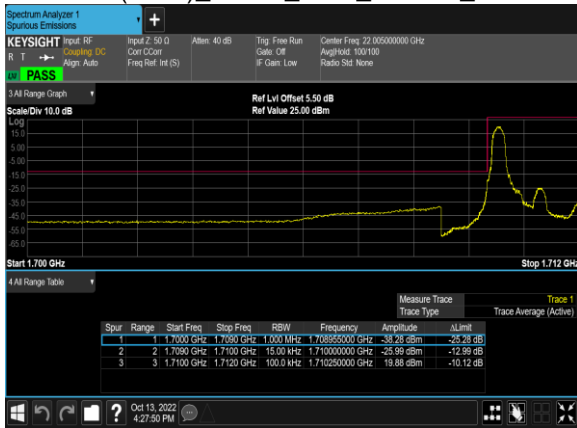 Spectrum Analyzer 1
Spurious Emissions
+
KEYSIGHT Input: RF Input Z: 50 Ω Atten: 40 dB Trig: Free Run Center Freq: 22.005000000 GHz
R T Coupling: DC Corr CCorr Gate: Off Avg|Hold: 100/100
Align: Auto Freq Ref: Int (S) IF Gain: Low Radio Std: None
PASS
3 All Range Graph
Ref Lvl Offset 5.50 dB
Scale/Div 10.0 dB Ref Value 25.00 dBm
Log
15.0
5.00
-5.00
-15.0
-25.0
-35.0
-45.0
-55.0
-65.0
Start 1.700 GHz Stop 1.712 GHz
4 All Range Table
Measure Trace Trace 1
Trace Type Trace Average (Active)
Spur Range Start Freq Stop Freq RBW Frequency Amplitude ΔLimit
1 1 1.7000 GHz 1.7090 GHz 1.000 MHz 1.708955000 GHz -38.28 dBm -25.28 dB
2 2 1.7090 GHz 1.7100 GHz 15.00 kHz 1.710000000 GHz -25.99 dBm -12.99 dB
3 3 1.7100 GHz 1.7120 GHz 100.0 kHz 1.710250000 GHz 19.88 dBm -10.12 dB
?
Oct 13, 2022
4:27:50 PM